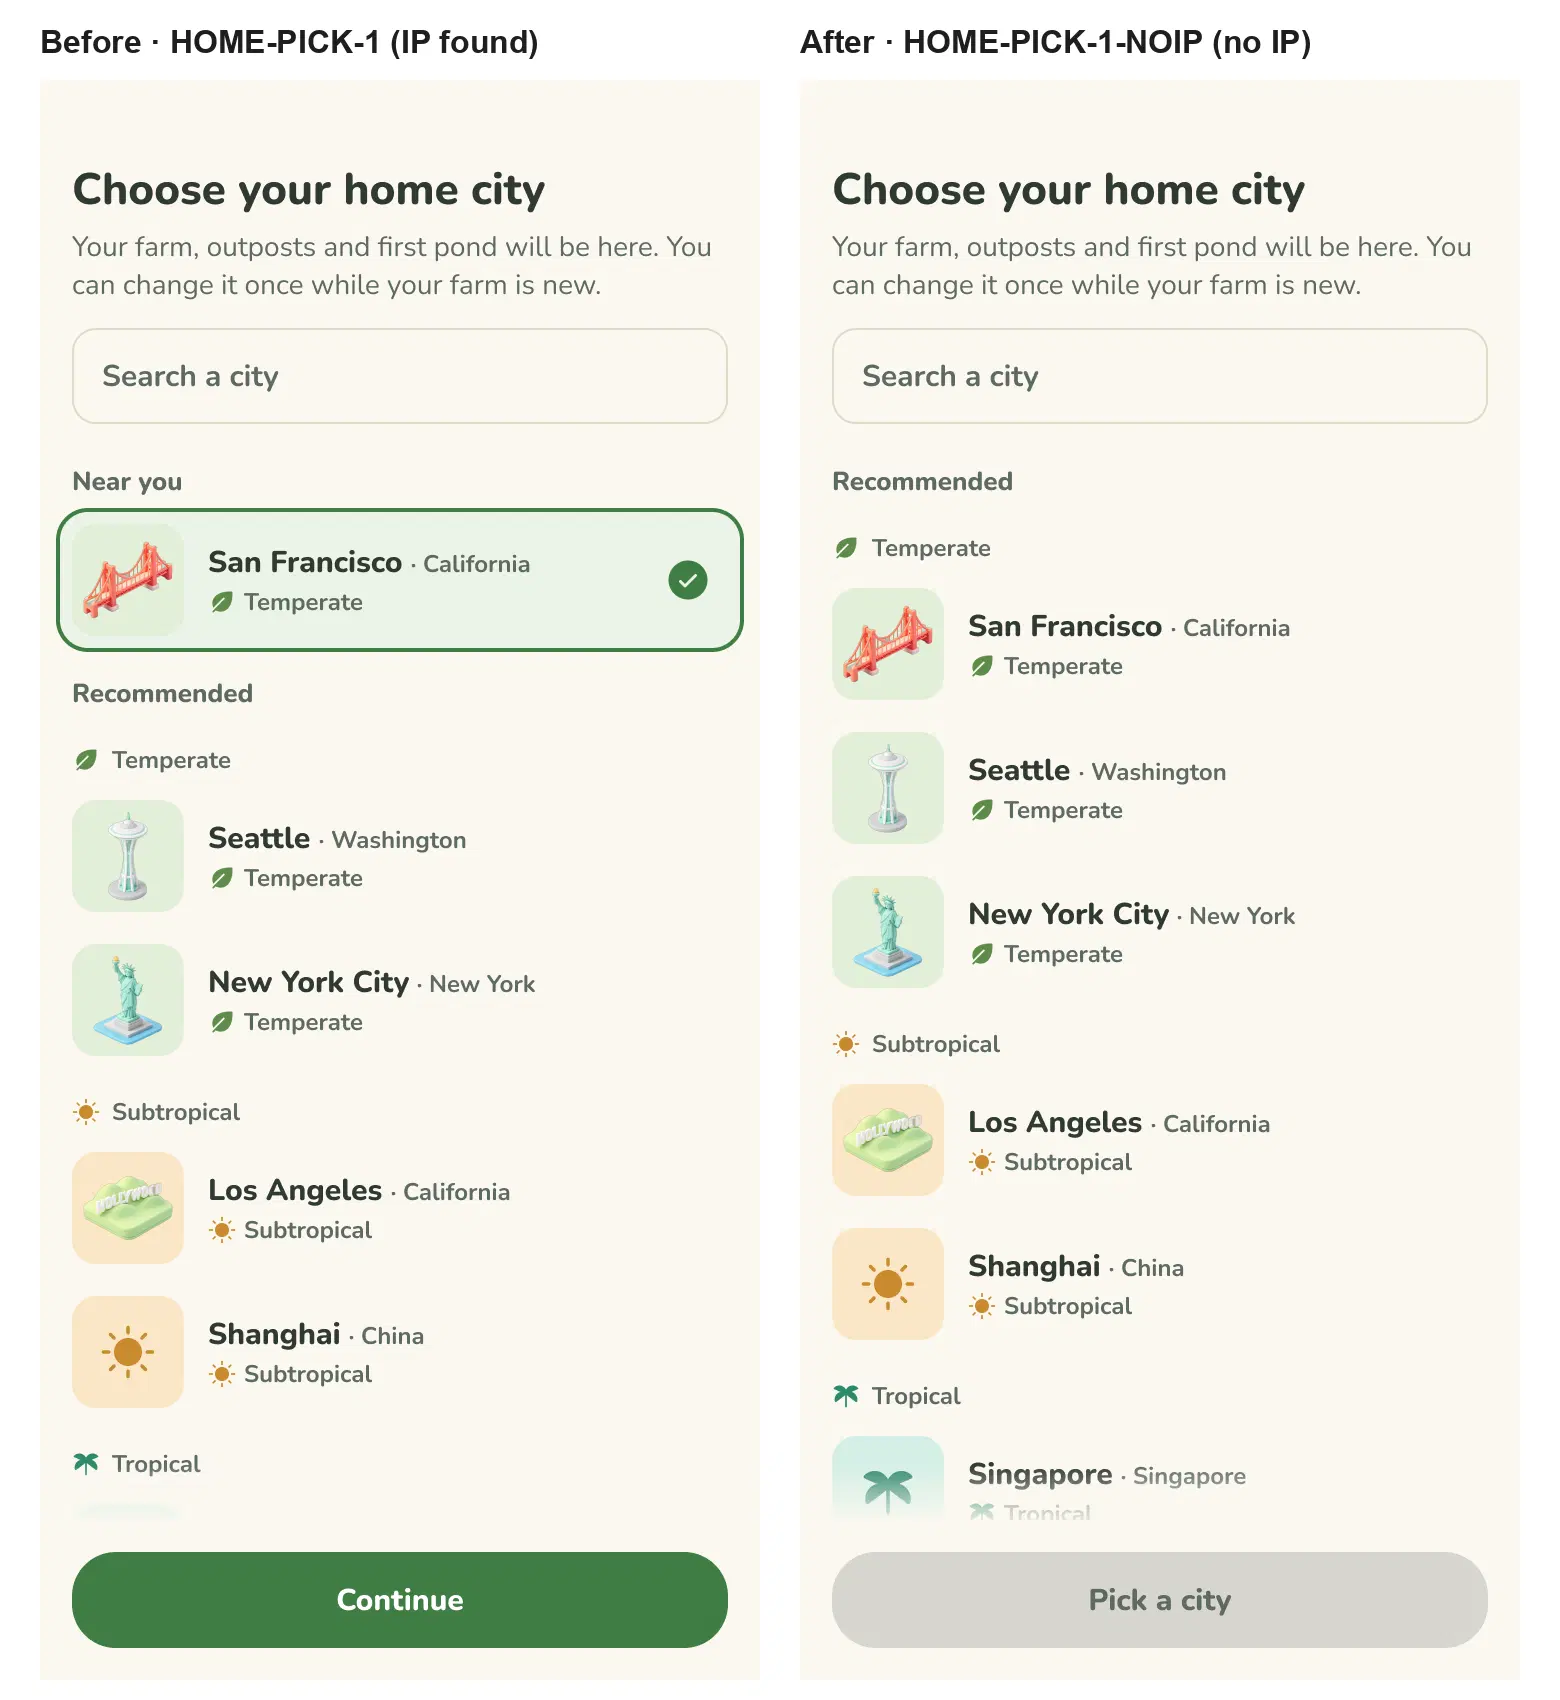 Before · HOME-PICK-1 (IP found)
Choose your home city
Your farm, outposts and first pond will be here. You
can change it once while your farm is new.
Search a city
Near you
San Francisco · California
Temperate
Recommended
Temperate
Seattle · Washington
Temperate
New York City · New York
Temperate
Subtropical
Los Angeles · California
HOLLYWOOD
Subtropical
Shanghai · China
Subtropical
Tropical
Continue
After · HOME-PICK-1-NOIP (no IP)
Choose your home city
Your farm, outposts and first pond will be here. You
can change it once while your farm is new.
Search a city
Recommended
Temperate
San Francisco · California
Temperate
Seattle · Washington
Temperate
New York City · New York
Temperate
Subtropical
Los Angeles · California
HOLLYWOOD
Subtropical
Shanghai · China
Subtropical
Tropical
Singapore · Singapore
Tropical
Pick a city